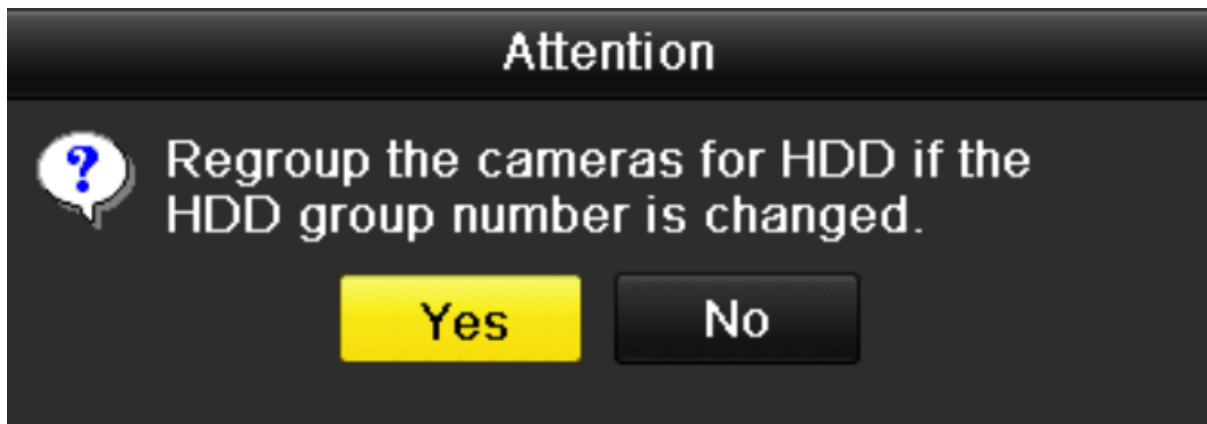 Attention
?
Regroup the cameras for HDD if the
HDD group number is changed.
Yes No